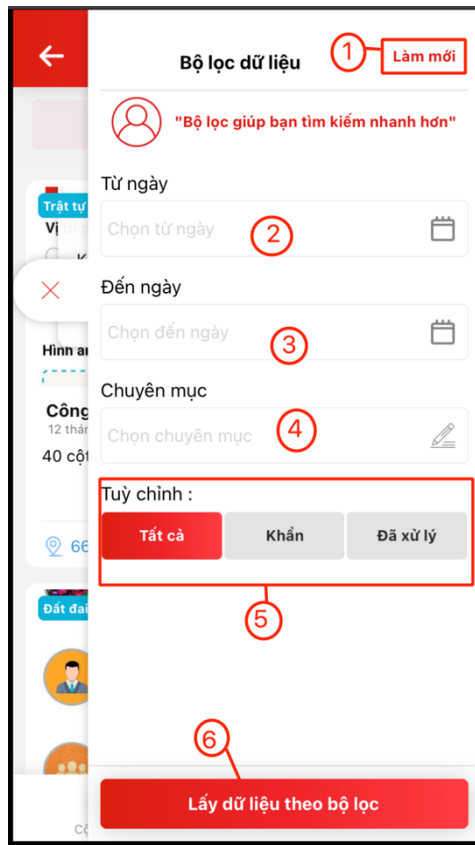 Bộ lọc dữ liệu
1
Làm mới
"Bộ lọc giúp bạn tìm kiếm nhanh hơn"
Từ ngày
Trật tự
Chọn từ ngày
2
Đến ngày
Chọn đến ngày
3
Hình
Chuyên mục
Công
12
Chọn chuyên mục
4
40 cột
Tuỳ chỉnh :
Tất cả
Khẩn
Đã xử lý
66
5
Đất đai
6
Lấy dữ liệu theo bộ lọc